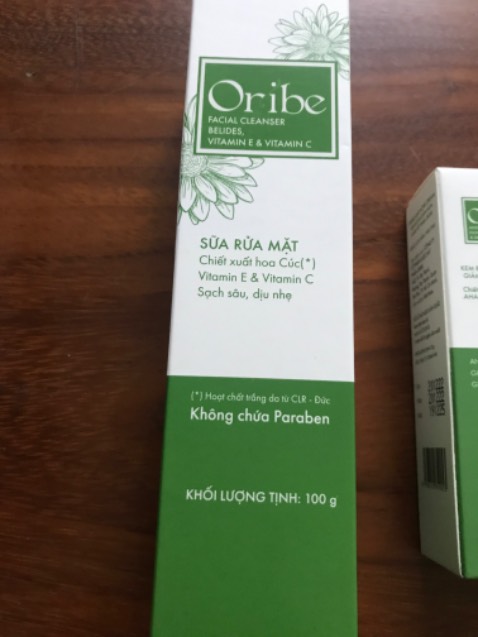 Oribe
FACIAL CLEANSER
BELIDES,
VITAMIN E & VITAMIN C
SỮA RỬA MẶT
Chiết xuất hoa Cúc(*)
Vitamin E & Vitamin C
Sạch sâu, dịu nhẹ
(*) Hoạt chất trắng da từ CLR - Đức
Không chứa Paraben
KHỐI LƯỢNG TỊNH: 100 g